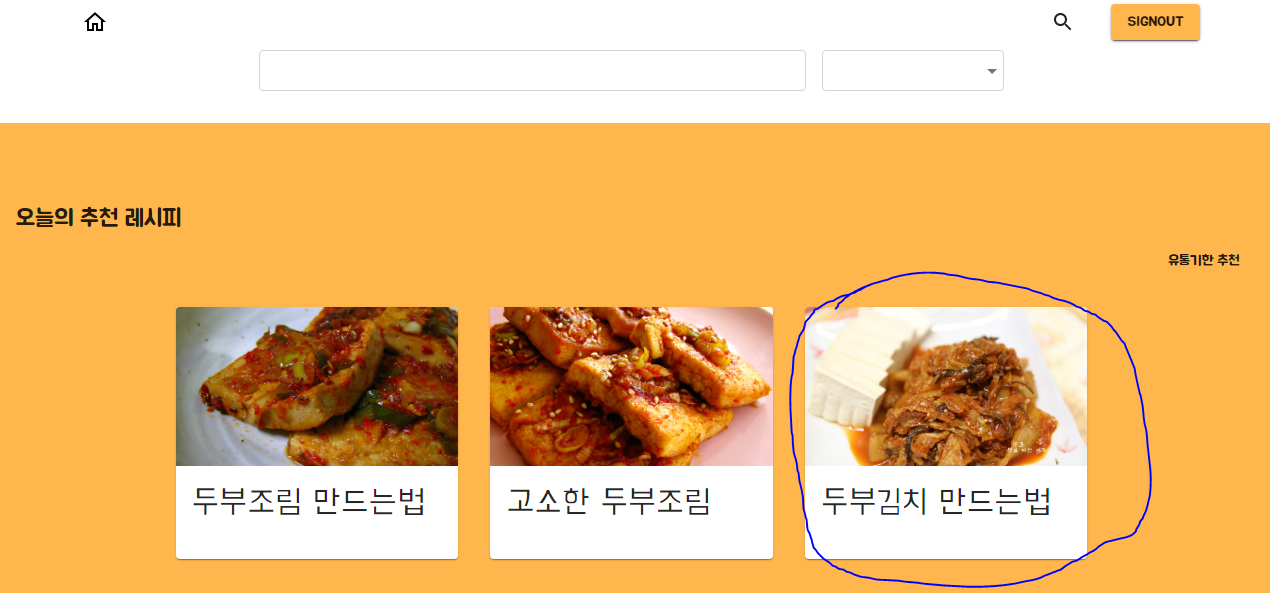 SIGNOUT
오늘의 추천 레시피
유통기한 추천
두부조림 만드는법
고소한 두부조림
두부김치 만드는법